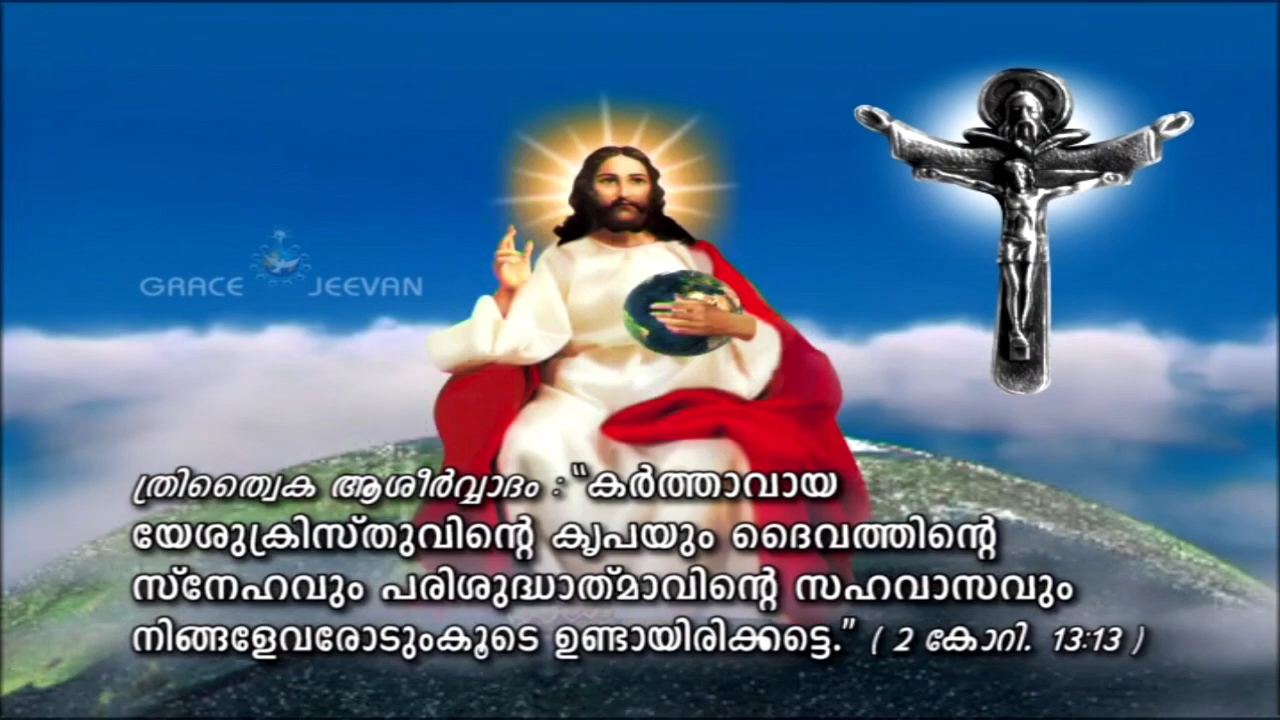 GRACE JEEVAN
ത്രിത്വൈക ആശീർവ്വാദം : “കർത്താവായ
യേശുക്രിസ്തുവിന്റെ കൃപയും ദൈവത്തിന്റെ
സ്നേഹവും പരിശുദ്ധാത്മാവിന്റെ സഹവാസവും
നിങ്ങളേവരോടുംകൂടെ ഉണ്ടായിരിക്കട്ടെ.” ( 2 കോറി. 13:13 )